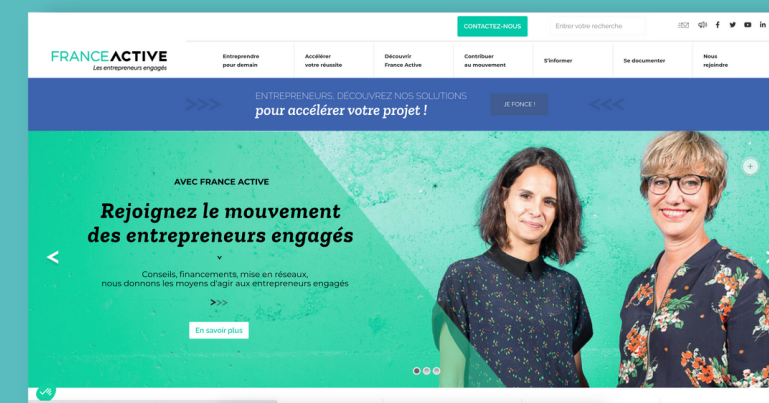 CONTACTEZ-NOUS
Entrer votre recherche
FRANCEACTIVE
Les entrepreneurs engagés
Entreprendre
pour demain
Accélérer
votre réussite
Découvrir
France Active
Contribuer
au mouvement
S'informer
Se documenter
Nous
rejoindre
ENTREPRENEURS, DÉCOUVREZ NOS SOLUTIONS
pour accélérer votre projet !
JE FONCE !
AVEC FRANCE ACTIVE
Rejoignez le mouvement
des entrepreneurs engagés
Conseils, financements, mise en réseaux,
nous donnons les moyens d'agir aux entrepreneurs engagés
En savoir plus